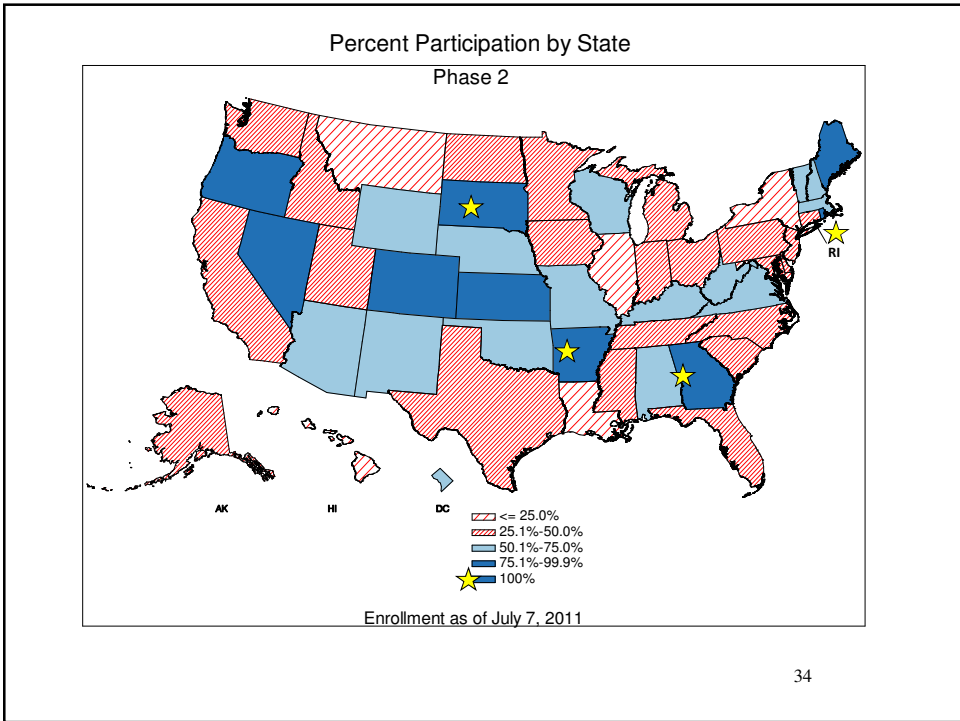 Percent Participation by State
Phase 2
RI
AK HI DC
<= 25.0%
25.1%-50.0%
50.1%-75.0%
75.1%-99.9%
100%
Enrollment as of July 7, 2011
34